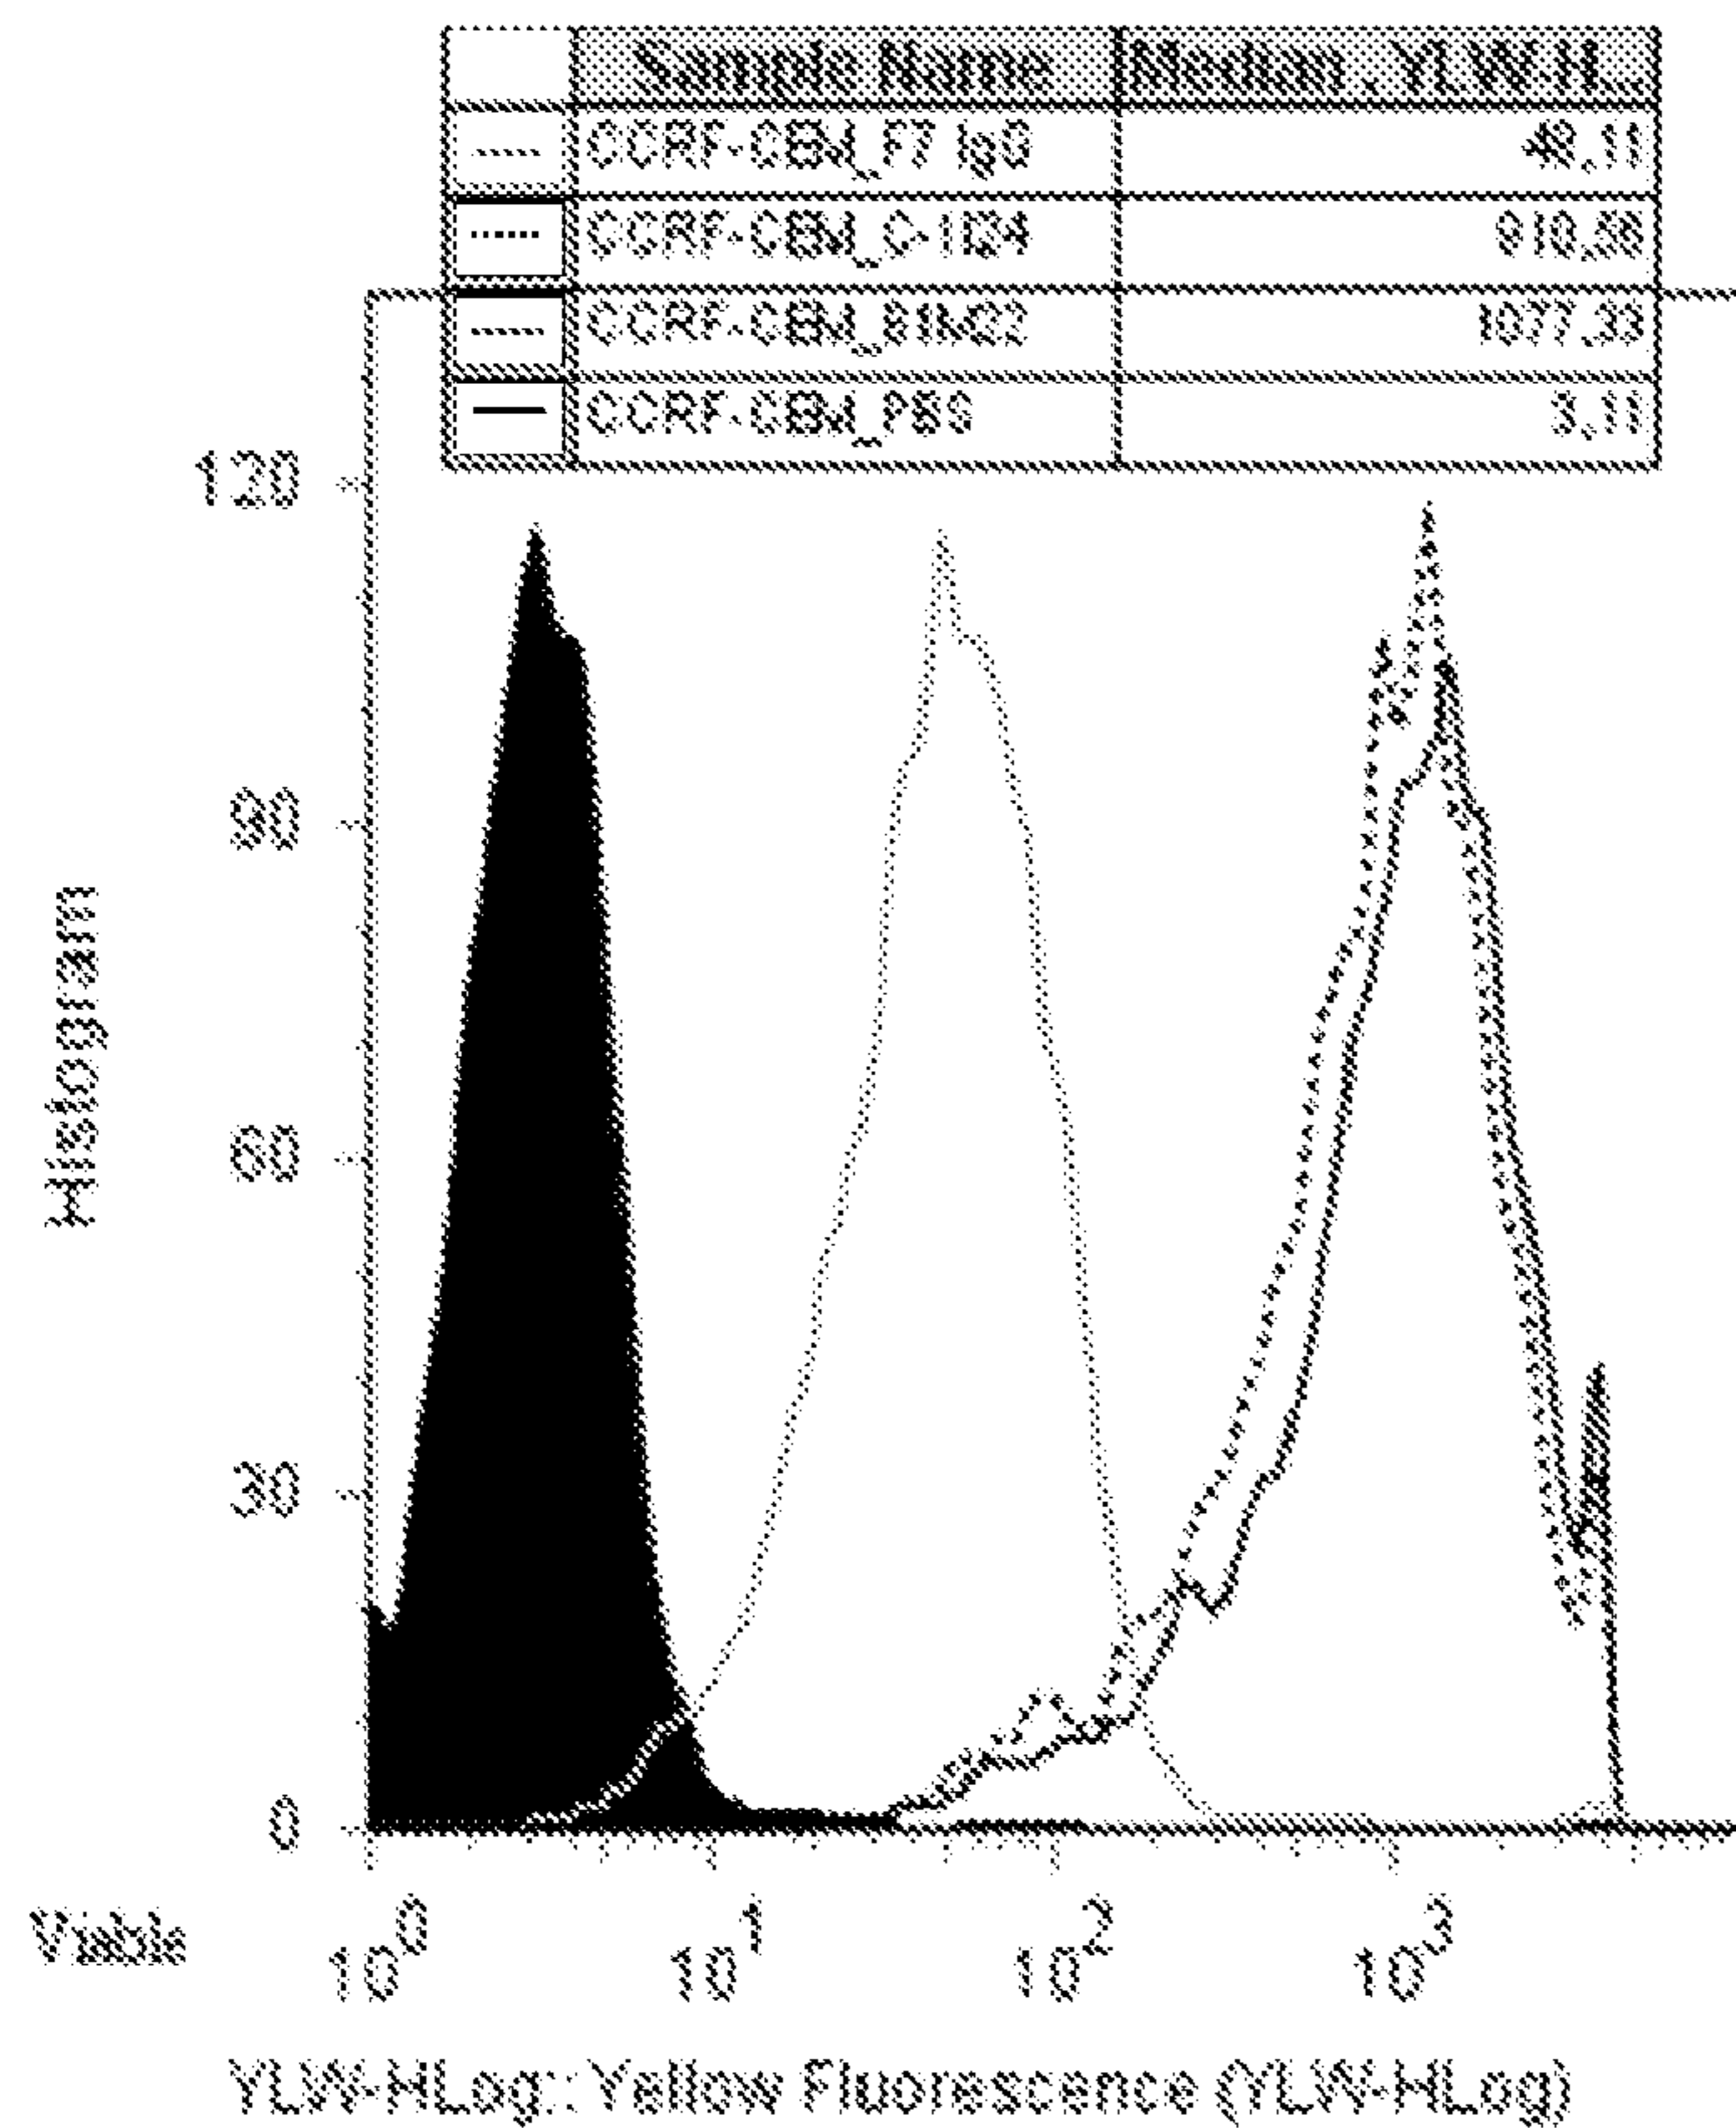 Sample Name Median, YLW-H...
CCRF-CEM_F7 IgG 48,11
CCRF-CEM_C-1E4 910,58
CCRF-CEM_ 1077,33
CCRF-CEM_PBS 3,11
120
90
60
30
0
Histogram
10^0 10^1 10^2 10^3
Viable
YLW-HLog:: Yellow Fluorescence (YLW-HLog)